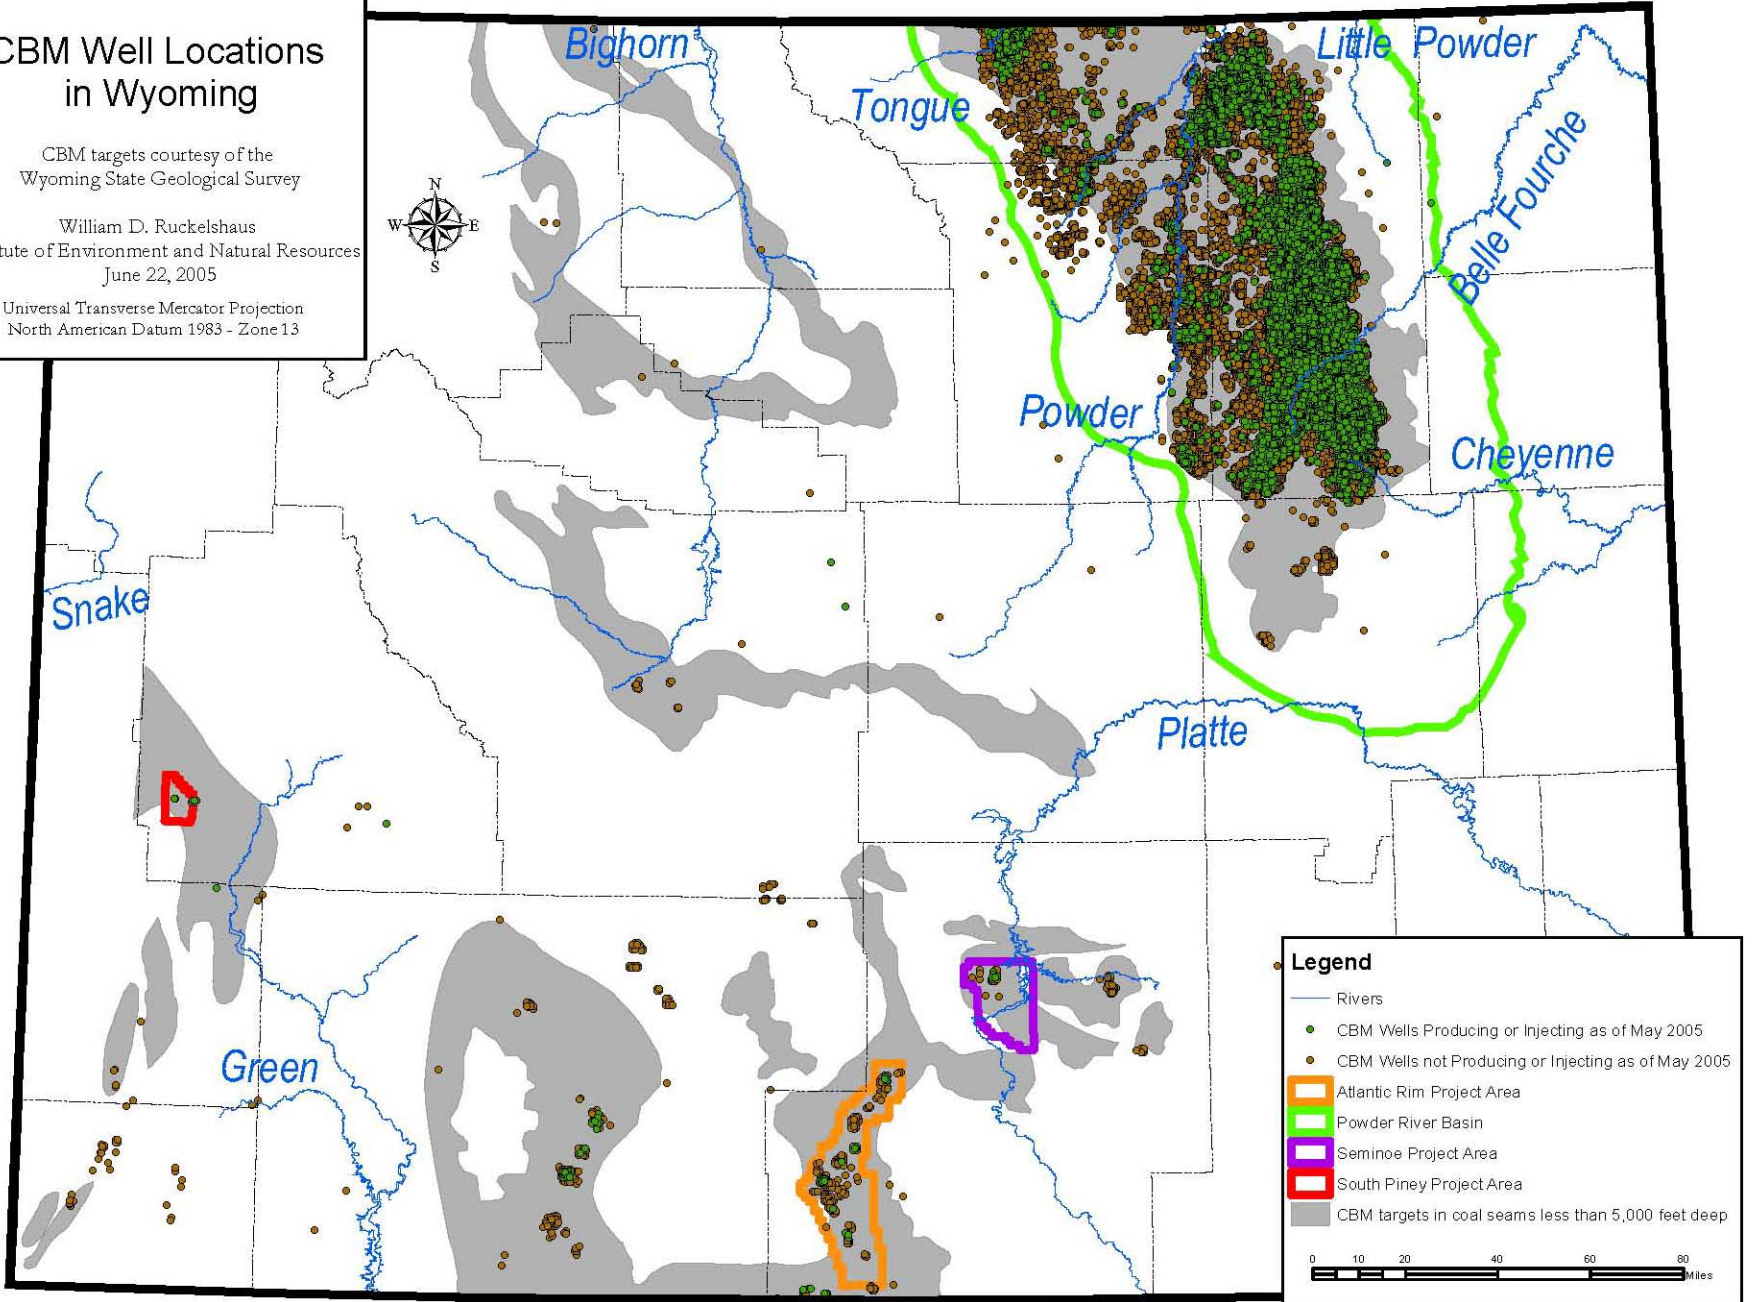 CBM Well Locations
in Wyoming
CBM targets courtesy of the
Wyoming State Geological Survey
William D. Ruckelshaus
tute of Environment and Natural Resources
June 22, 2005
Universal Transverse Mercator Projection
North American Datum 1983 - Zone 13
N
W E
S
Bighorn
Tongue
Little Powder
Belle Fourche
Powder
Cheyenne
Snake
Platte
Green
Legend
Rivers
CBM Wells Producing or Injecting as of May 2005
CBM Wells not Producing or Injecting as of May 2005
Atlantic Rim Project Area
Powder River Basin
Seminoe Project Area
South Piney Project Area
CBM targets in coal seams less than 5,000 feet deep
0 10 20 40 60 80
Miles